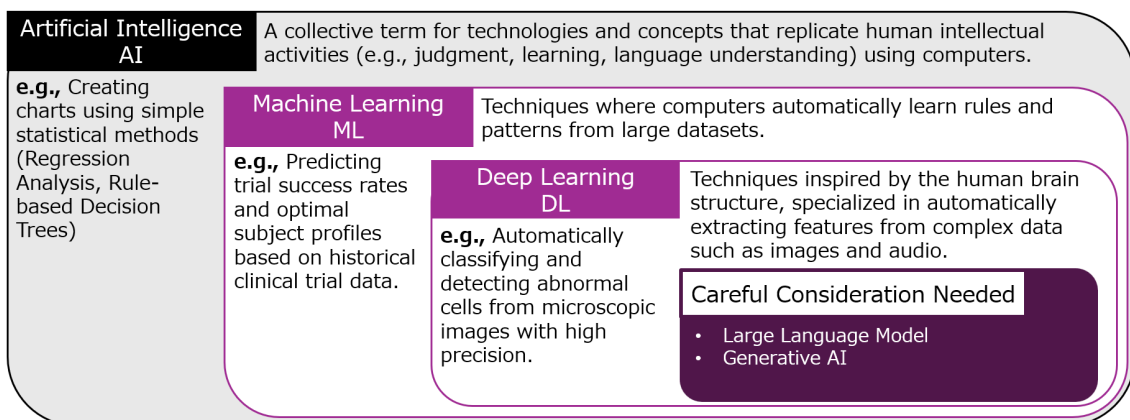 Artificial Intelligence
AI
A collective term for technologies and concepts that replicate human intellectual
activities (e.g., judgment, learning, language understanding) using computers.
e.g., Creating
charts using simple
statistical methods
(Regression
Analysis, Rule-
based Decision
Trees)
Machine Learning
ML
Techniques where computers automatically learn rules and
patterns from large datasets.
e.g., Predicting
trial success rates
and optimal
subject profiles
based on historical
clinical trial data.
Deep Learning
DL
Techniques inspired by the human brain
structure, specialized in automatically
extracting features from complex data
such as images and audio.
e.g., Automatically
classifying and
detecting abnormal
cells from microscopic
images with high
precision.
Careful Consideration Needed
• Large Language Model
• Generative AI